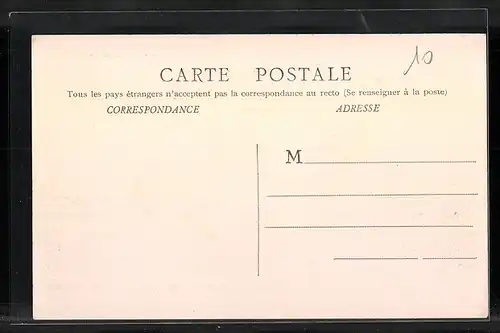 10
CARTE POSTALE
Tous les pays étrangers n'acceptent pas la correspondance au recto (Se renseigner à la poste)
CORRESPONDANCE ADRESSE
M